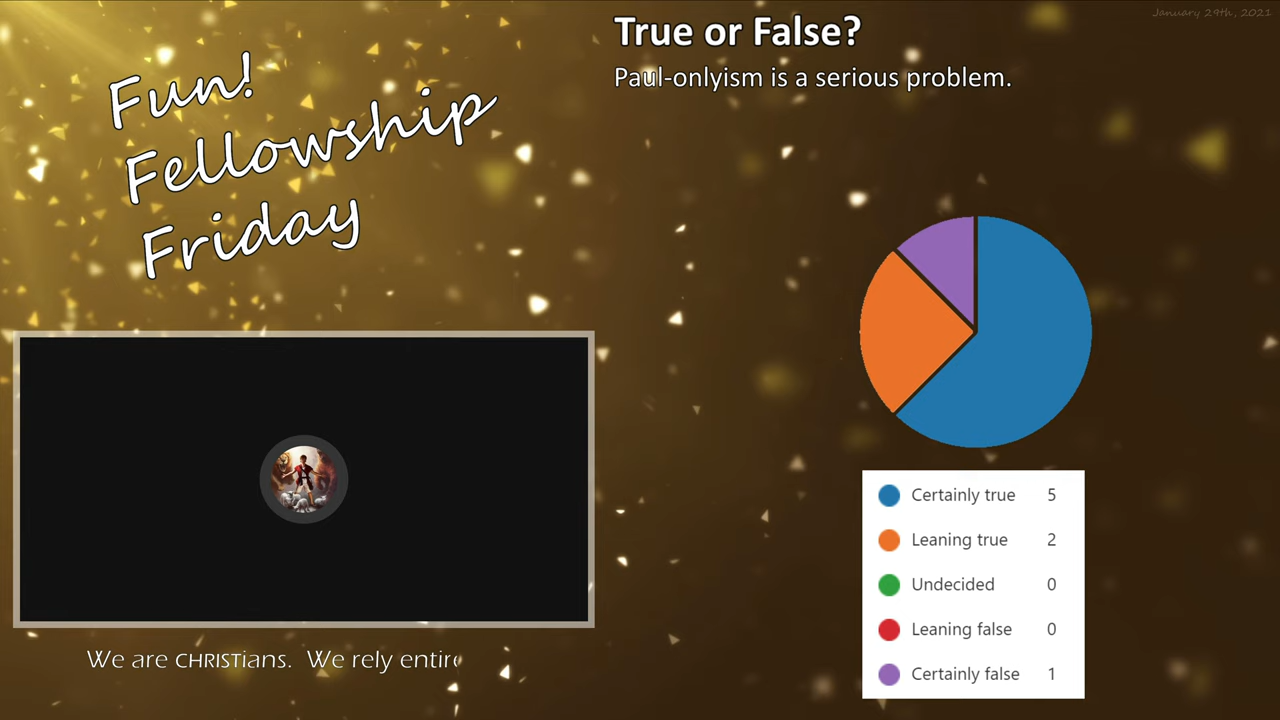 January 29th, 2021
Fun!
Fellowship
Friday
True or False?
Paul-onlyism is a serious problem.
Certainly true 5
Leaning true 2
Undecided 0
Leaning false 0
Certainly false 1
We are CHRISTians. We rely entir